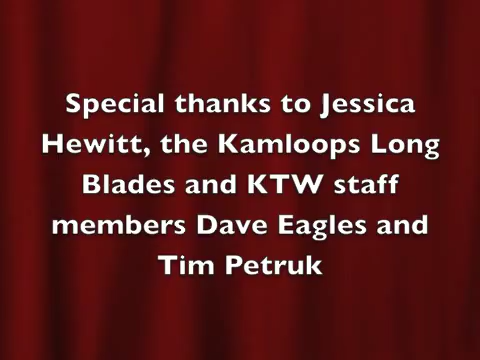 Special thanks to Jessica
Hewitt, the Kamloops Long
Blades and KTW staff
members Dave Eagles and
Tim Petruk